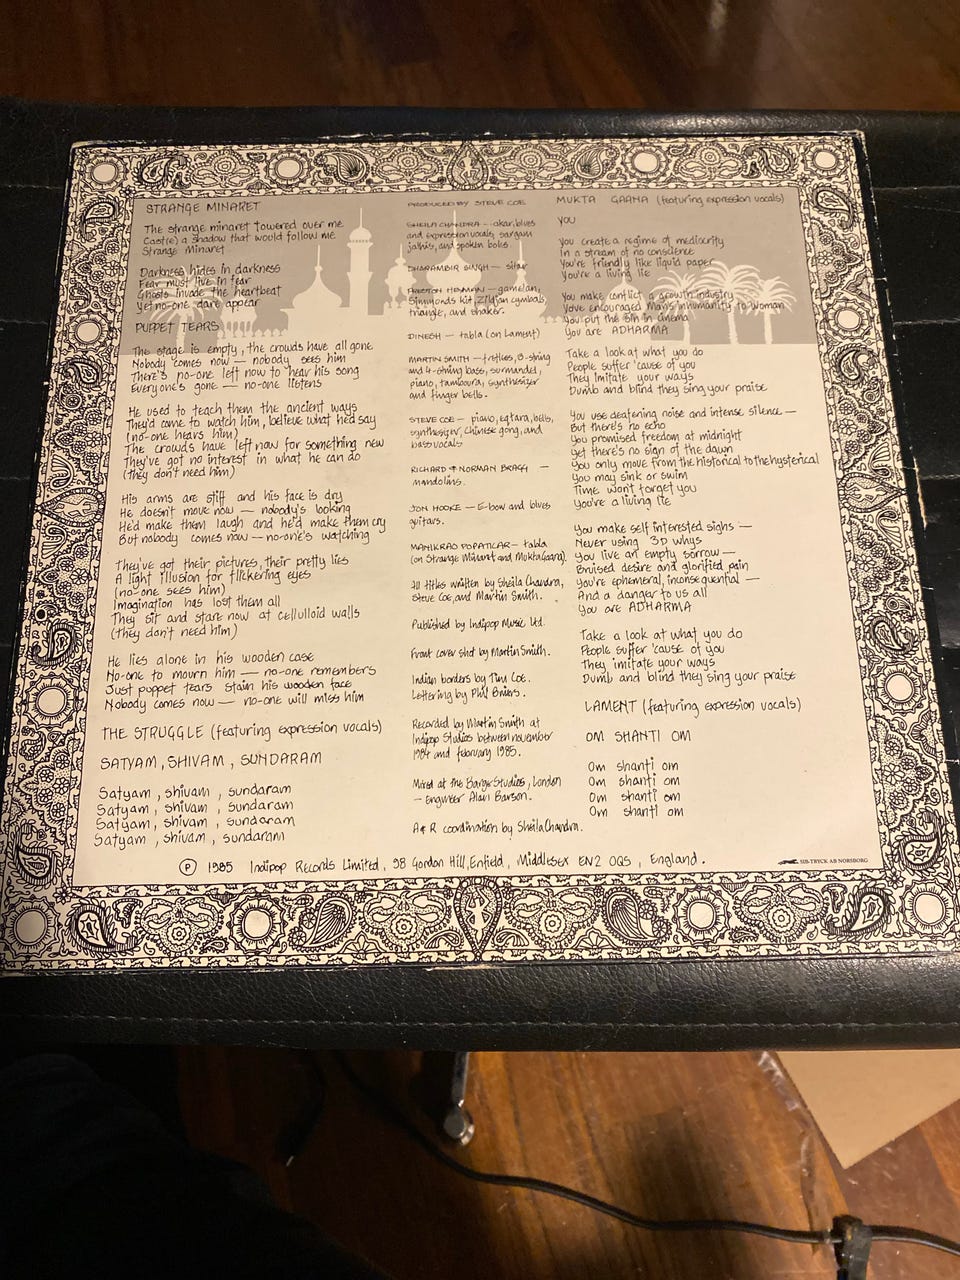 STRANGE MINARET
The strange minaret towered over me
Cast(e) a shadow that would follow me
Strange Minaret
Darkness hides in darkness
Fear must live in fear
Ghosts invade the heartbeat
Yet no-one dare appear
PUPPET TEARS
The stage is empty, the crowds have all gone
Nobody comes now — nobody sees him
There's no-one left now to hear his song
Everyone's gone — no-one listens
He used to teach them the ancient ways
They'd come to watch him, believe what he'd say
(no-one hears him)
The crowds have left now for something new
They've got no interest in what he can do
(they don't need him)
His arms are stiff and his face is dry
He doesn't move now — nobody's looking
He'd make them laugh and he'd make them cry
But nobody comes now — no-one's watching
They've got their pictures, their pretty lies
A light illusion for flickering eyes
(no-one sees him)
Imagination has lost them all
They sit and stare now at cellulloid walls
(they don't need him)
He lies alone in his wooden case
No-one to mourn him — no-one remembers
Just puppet tears stain his wooden face
Nobody comes now — no-one will miss him
THE STRUGGLE (featuring expression vocals)
SATYAM, SHIVAM, SUNDARAM
Satyam, shivam, sundaram
Satyam, shivam, sundaram
Satyam, shivam, sundaram
Satyam, shivam, sundaram
PRODUCED BY STEVE COE
SHEILA CHANDRA — akar, blues
and expression vocals, sargam
jathis, and spoken boles.
DHARAMBIR SINGH — sitar
PRESTON HEYMAN — gamelan,
Simmonds kit, Zildjan cymbals,
triangle, and shaker.
DINESH — tabla (on Lament)
MARTIN SMITH — fretless, 8-string
and 4-string bass, surmandel,
piano, tamboura, synthesizer
and finger bells.
STEVE COE — piano, egtara, bells,
synthesizer, Chinese gong, and
bass vocals
RICHARD & NORMAN BRAGG —
mandolins.
JON HOOKE — E-bow and blues
guitars.
MANIKRAO POPATKAR — tabla
(on Strange Minaret and Mukta Gaana).
All titles written by Sheila Chandra,
Steve Coe, and Martin Smith.
Published by Indipop Music Ltd.
Front cover shot by Martin Smith.
Indian borders by Tim Coe.
Lettering by Phil Briers.
Recorded by Martin Smith at
Indipop Studios between november
1984 and february 1985.
Mixed at the Barge Studios, London
— Engineer Alan Barson.
A & R coordination by Sheila Chandra.
MUKTA GAANA (featuring expression vocals)
YOU
You create a regime of mediocrity
In a stream of no conscience
You're friendly like liquid paper
You're a living lie
You make conflict a growth industry
You've encouraged Man's inhumanity to Woman
You put the sin in cinema
You are ADHARMA
Take a look at what you do
People suffer 'cause of you
They imitate your ways
Dumb and blind they sing your praise
You use deafening noise and intense silence —
But there's no echo
You promised freedom at midnight
Yet there's no sign of the dawn
You only move from the historical to the hysterical
You may sink or swim
Time won't forget you
You're a living lie
You make self interested sighs —
Never using 3D whys
You live an empty sorrow —
Bruised desire and glorified pain
You're ephemeral, inconsequential —
And a danger to us all
You are ADHARMA
Take a look at what you do
People suffer 'cause of you
They imitate your ways
Dumb and blind they sing your praise
LAMENT (featuring expression vocals)
OM SHANTI OM
Om shanti om
Om shanti om
Om shanti om
Om shanti om
Ⓟ 1985 Indipop Records Limited, 98 Gordon Hill, Enfield, Middlesex EN2 0QS, England.
SIB-TRYCK AB NORSBORG